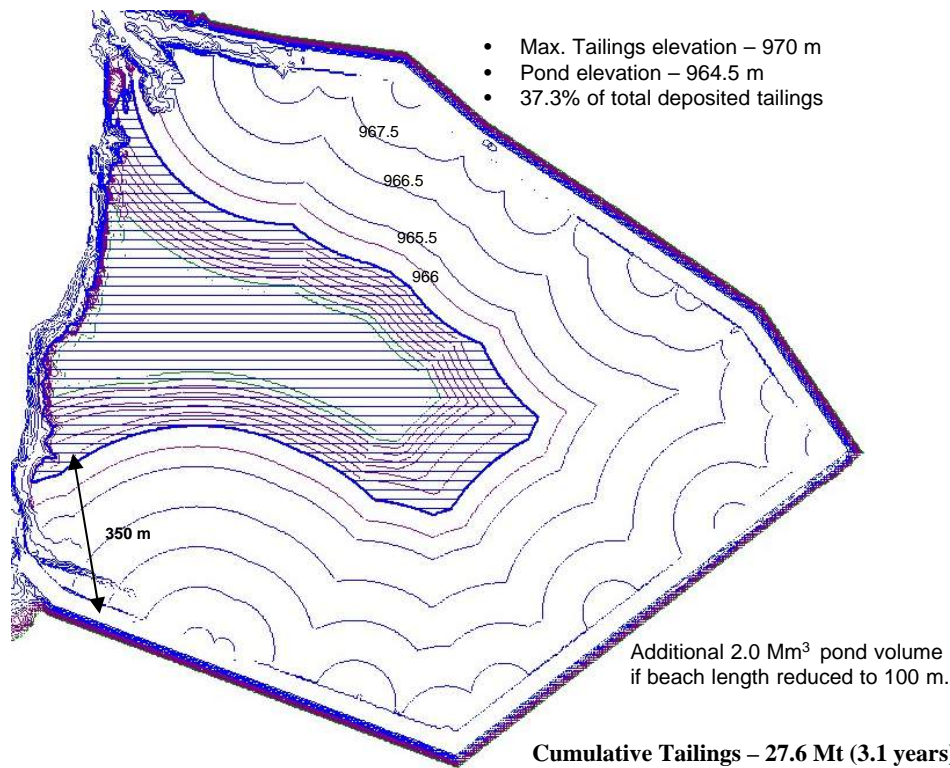 • Max. Tailings elevation – 970 m
• Pond elevation – 964.5 m
• 37.3% of total deposited tailings
967.5
966.5
965.5
966
350 m
Additional 2.0 Mm³ pond volume
if beach length reduced to 100 m.
Cumulative Tailings – 27.6 Mt (3.1 years)